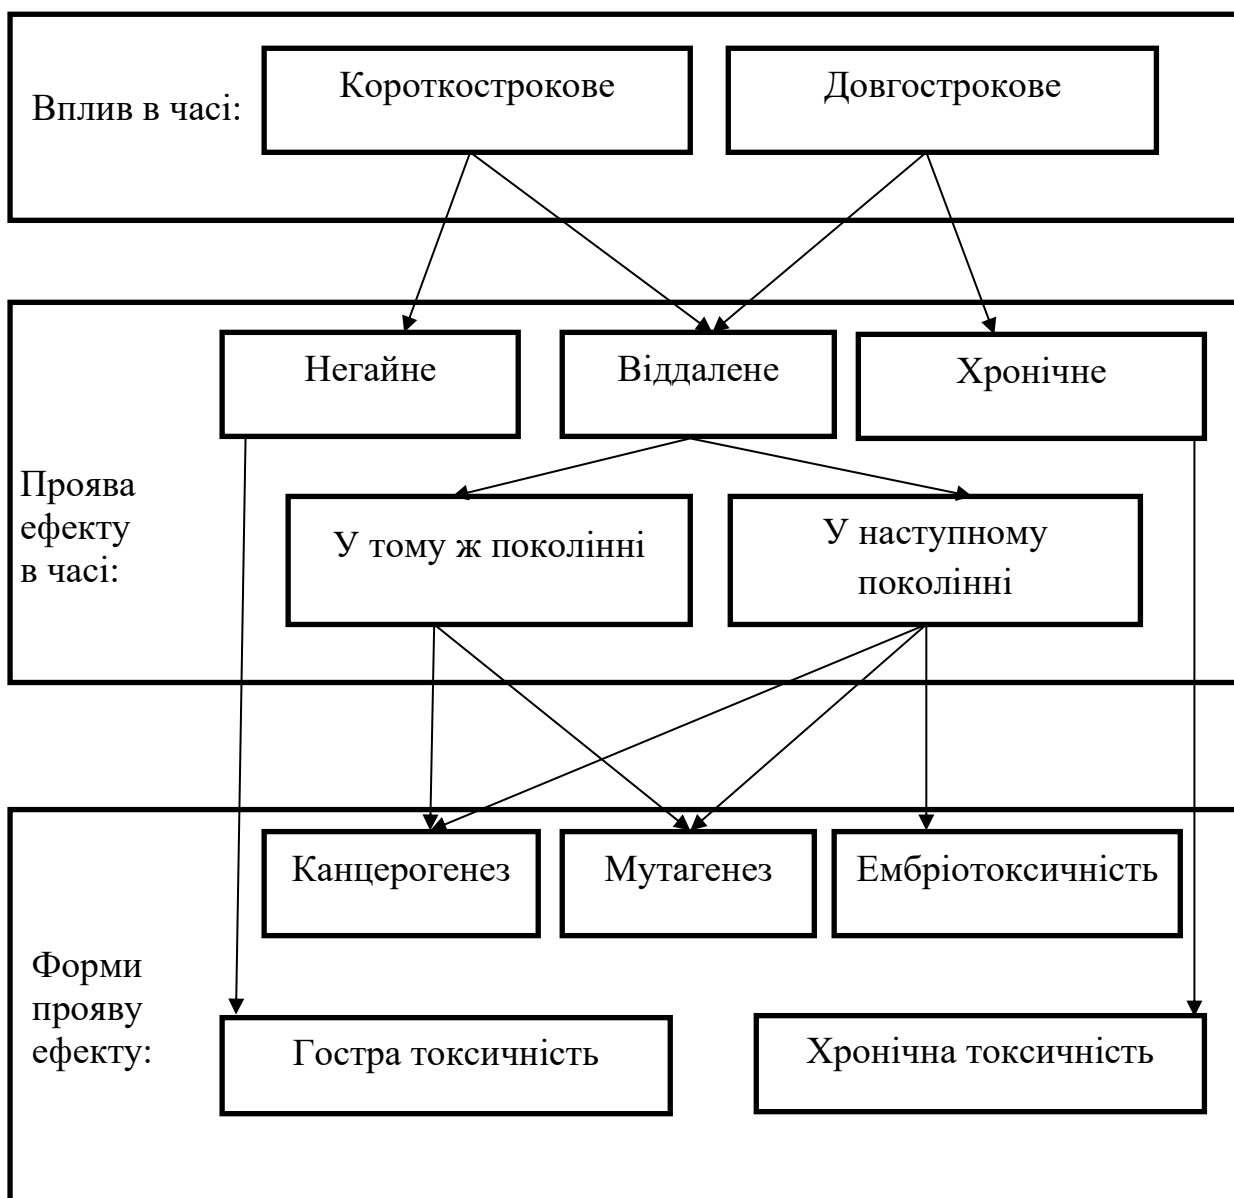 Вплив в часі:
Короткострокове
Довгострокове
Негайне
Віддалене
Хронічне
Проява
ефекту
в часі:
У тому ж поколінні
У наступному
поколінні
Канцерогенез
Мутагенез
Ембріотоксичність
Форми
прояву
ефекту:
Гостра токсичність
Хронічна токсичність